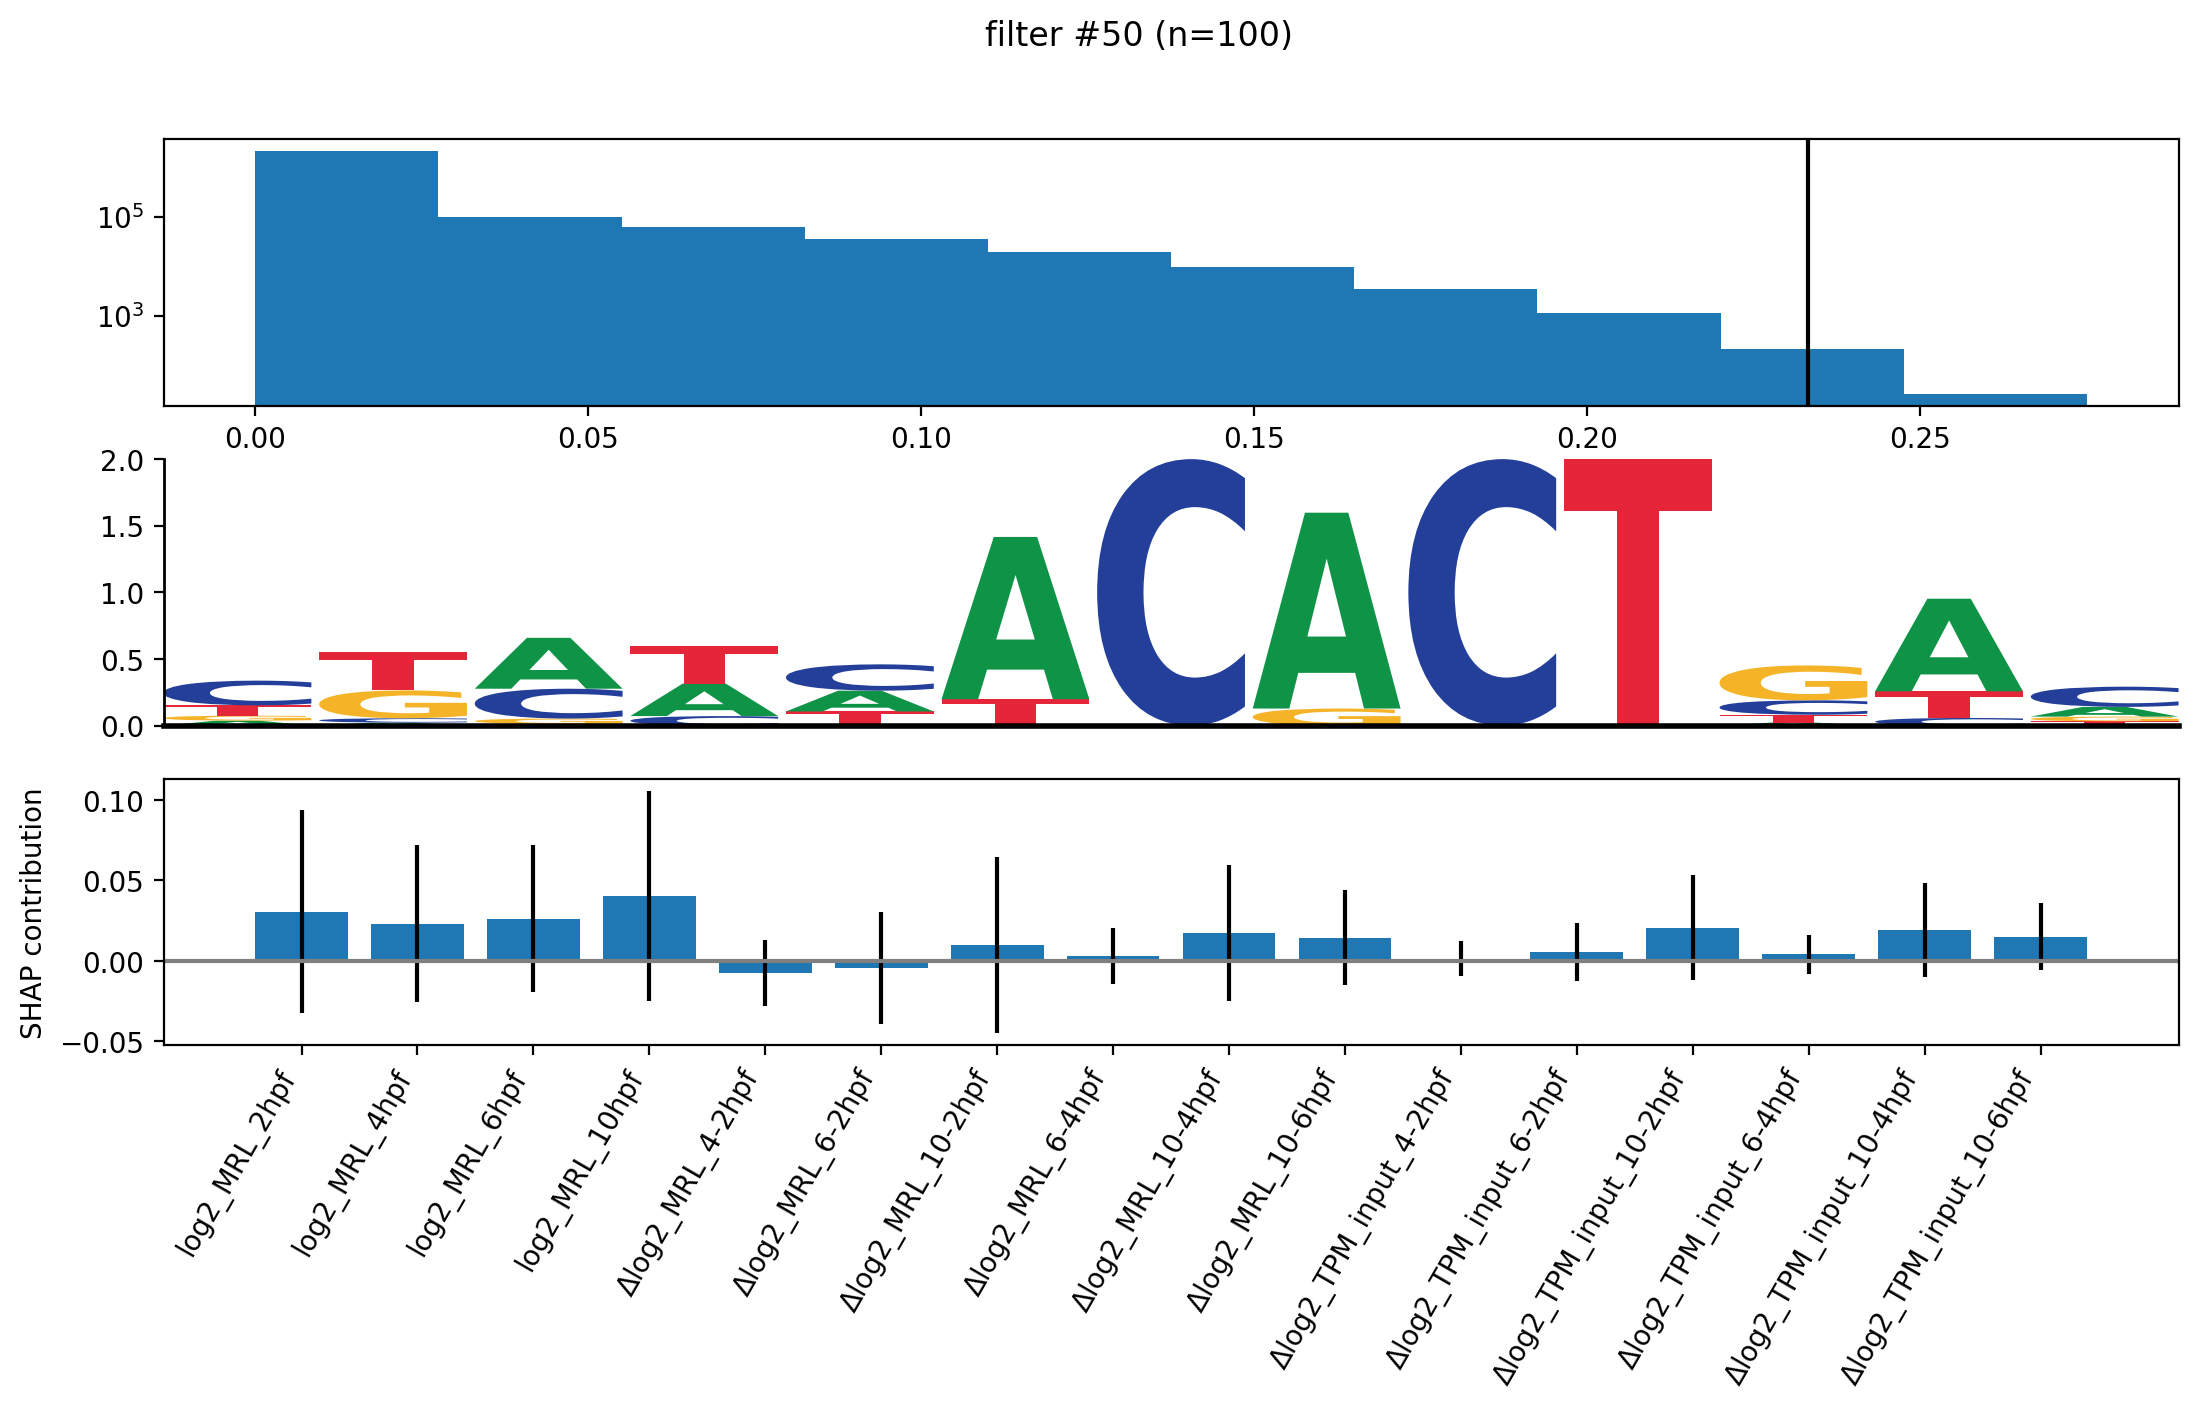 filter #50 (n=100)
10^5
10^3
0.00 0.05 0.10 0.15 0.20 0.25
2.0
1.5
1.0
0.5
0.0
C T A T C A C A C T G A C
T G C A A T G C T A
G C G C T C T C G
A T
SHAP contribution
0.10
0.05
0.00
−0.05
log2_MRL_2hpf
log2_MRL_4hpf
log2_MRL_6hpf
log2_MRL_10hpf
Δlog2_MRL_4-2hpf
Δlog2_MRL_6-2hpf
Δlog2_MRL_10-2hpf
Δlog2_MRL_6-4hpf
Δlog2_MRL_10-4hpf
Δlog2_MRL_10-6hpf
Δlog2_TPM_input_4-2hpf
Δlog2_TPM_input_6-2hpf
Δlog2_TPM_input_10-2hpf
Δlog2_TPM_input_6-4hpf
Δlog2_TPM_input_10-4hpf
Δlog2_TPM_input_10-6hpf